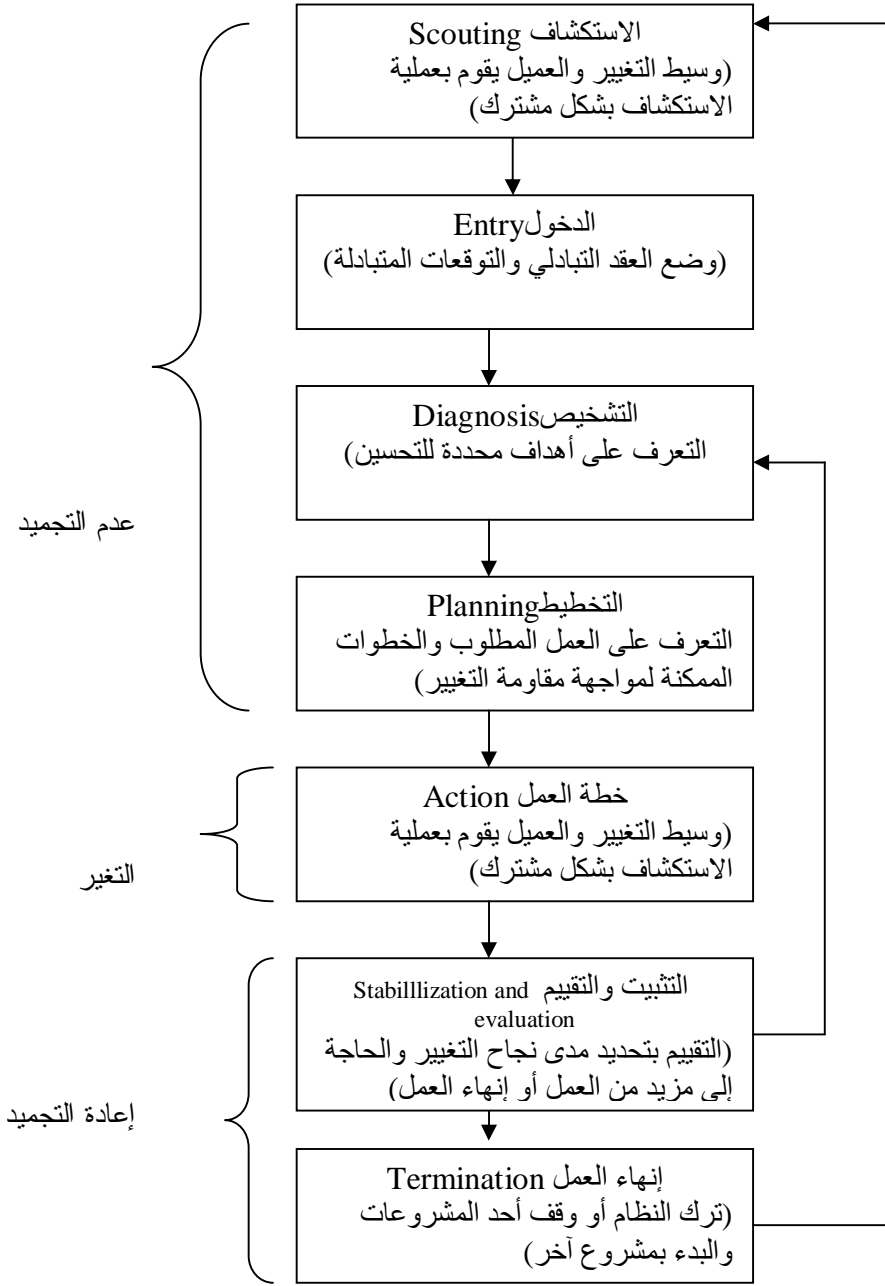 الاستكشاف Scouting
(وسيط التغيير والعميل يقوم بعملية
الاستكشاف بشكل مشترك)
الدخولEntry
(وضع العقد التبادلي والتوقعات المتبادلة)
التشخيصDiagnosis
التعرف على أهداف محددة للتحسين)
عدم التجميد
التخطيطPlanning
التعرف على العمل المطلوب والخطوات
الممكنة لمواجهة مقاومة التغيير)
خطة العمل Action
(وسيط التغيير والعميل يقوم بعملية
الاستكشاف بشكل مشترك)
التغير
التثبيت والتقييم Stabilllization and
evaluation
(التقييم بتحديد مدى نجاح التغيير والحاجة
إلى مزيد من العمل أو إنهاء العمل)
إعادة التجميد
إنهاء العمل Termination
(ترك النظام أو وقف أحد المشروعات
والبدء بمشروع آخر)